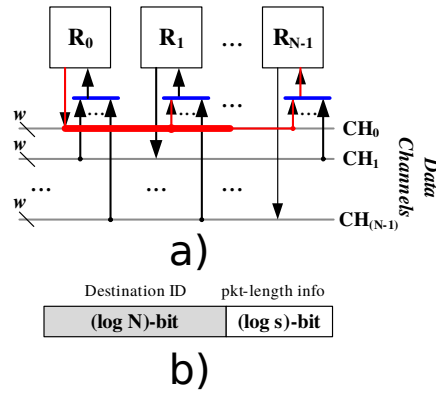 R0 R1 ... RN-1
... ... ... ...
w CH0
w CH1
... ... ...
w CH(N-1)
Data Channels
a)
Destination ID pkt-length info
(log N)-bit (log s)-bit
b)